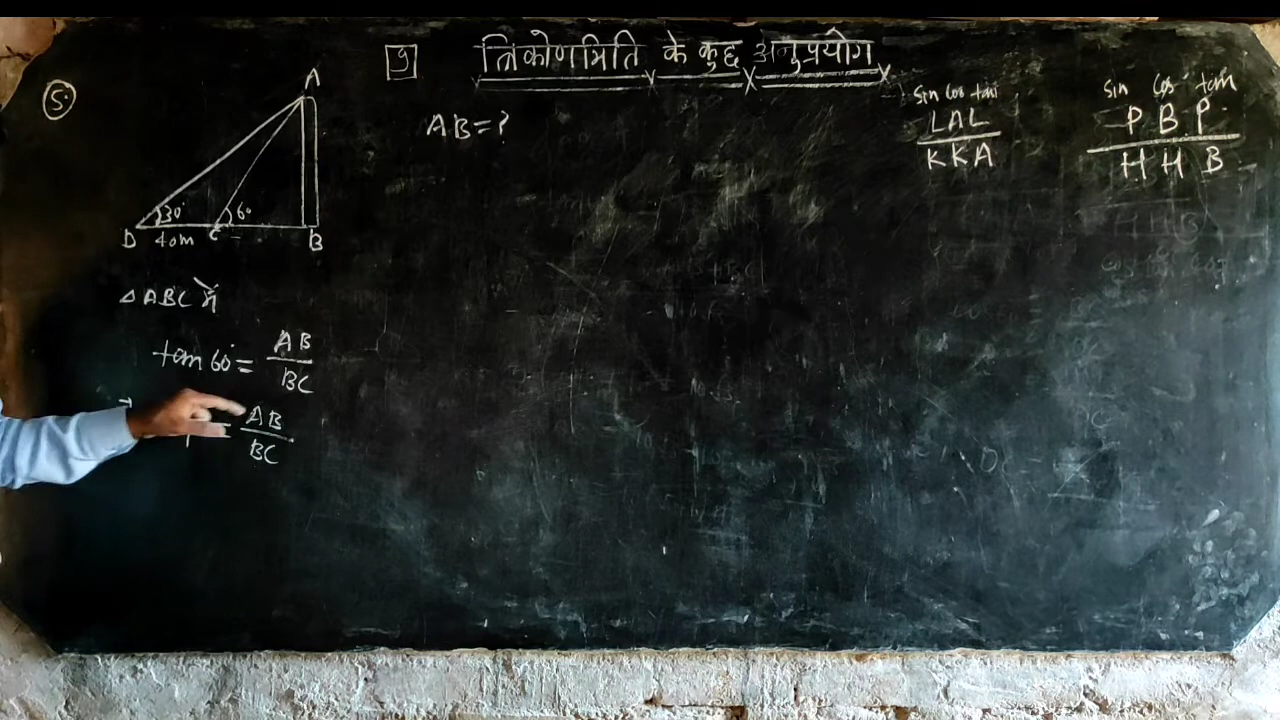 9 त्रिकोणमिति के कुछ अनुप्रयोग
5.
A
30°
60
D 40m C B
AB=?
sin cos tan
LAL
KKA
sin cos tan
P B P
H H B
△ABC में
tan 60° = AB
BC
= AB
BC